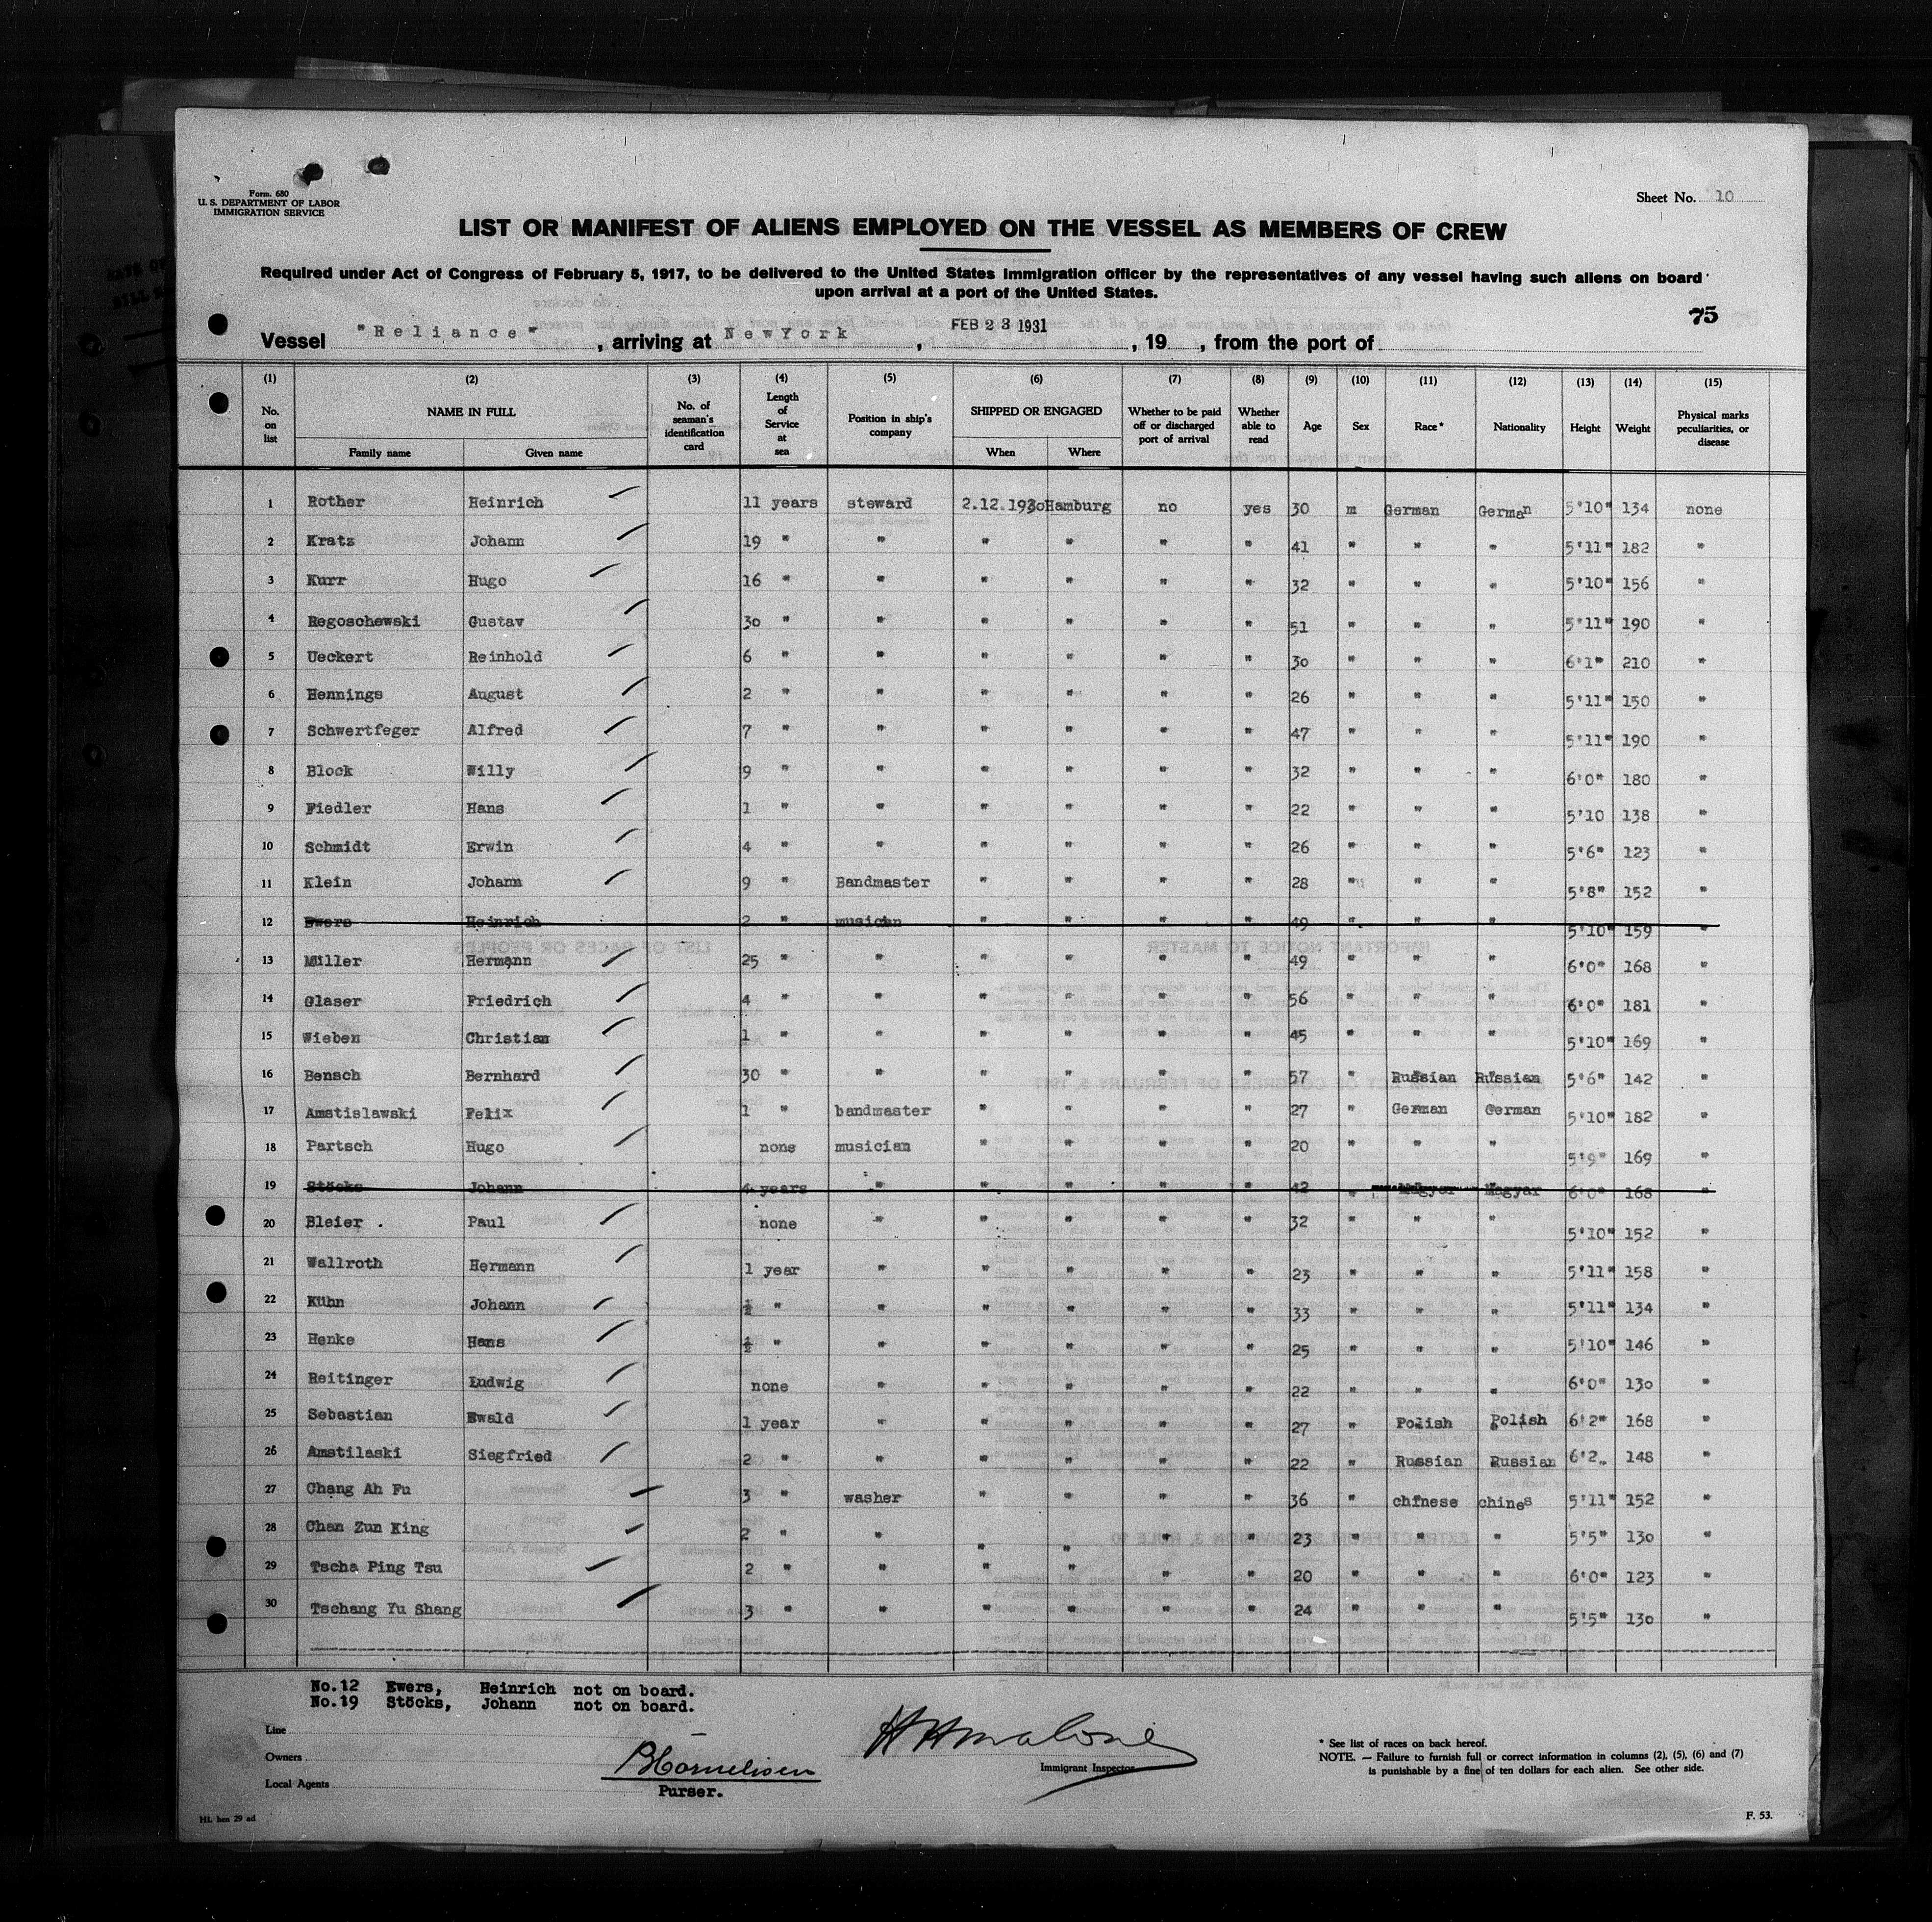 Form. 680
U. S. DEPARTMENT OF LABOR
IMMIGRATION SERVICE
Sheet No. 10
LIST OR MANIFEST OF ALIENS EMPLOYED ON THE VESSEL AS MEMBERS OF CREW
Required under Act of Congress of February 5, 1917, to be delivered to the United States Immigration officer by the representatives of any vessel having such aliens on board
upon arrival at a port of the United States.
75
Vessel "Reliance", arriving at NewYork, FEB 23 1931, 19 , from the port of
(1) (2) (3) (4) (5) (6) (7) (8) (9) (10) (11) (12) (13) (14) (15)
No. on list NAME IN FULL Family name Given name No. of seaman's identification card Length of Service at sea Position in ship's company SHIPPED OR ENGAGED When Where Whether to be paid off or discharged port of arrival Whether able to read Age Sex Race* Nationality Height Weight Physical marks peculiarities, or disease
1 Rother Heinrich 11 years steward 2.12.1930 Hamburg no yes 30 m German German 5'10" 134 none
2 Kratz Johann 19 " " " " " " 41 " " " 5'11" 182 "
3 Kurr Hugo 16 " " " " " " 32 " " " 5'10" 156 "
4 Regoschewski Gustav 30 " " " " " " 51 " " " 5'11" 190 "
5 Ueckert Reinhold 6 " " " " " " 30 " " " 6'1" 210 "
6 Hennings August 2 " " " " " " 26 " " " 5'11" 150 "
7 Schwertfeger Alfred 7 " " " " " " 47 " " " 5'11" 190 "
8 Block Willy 9 " " " " " " 32 " " " 6'0" 180 "
9 Fiedler Hans 1 " " " " " " 22 " " " 5'10 138 "
10 Schmidt Erwin 4 " " " " " " 26 " " " 5'6" 123 "
11 Klein Johann 9 " Bandmaster " " " " 28 " " " 5'8" 152 "
12 Ewers Heinrich 2 " musician " " " " 49 " " " 5'10" 159 "
13 Miller Hermann 25 " " " " " " 49 " " " 6'0" 168 "
14 Glaser Friedrich 4 " " " " " " 56 " " " 6'0" 181 "
15 Wieben Christian 1 " " " " " " 45 " " " 5'10" 169 "
16 Bensch Bernhard 30 " " " " " " 57 " Russian Russian 5'6" 142 "
17 Amstislawski Felix 1 " bandmaster " " " " 27 " German German 5'10" 182 "
18 Partsch Hugo none musician " " " " 20 " " " 5'9" 169 "
19 Stöcks Johann 4 years " " " " " 42 " Magyar Magyar 6'0" 168 "
20 Bleier . Paul none " " " " " 32 " " " 5'10" 152 "
21 Wallroth Hermann 1 year " " " " " 23 " " " 5'11" 158 "
22 Kühn Johann ½ " " " " " " 33 " " " 5'11" 134 "
23 Henke Hans ½ " " " " " " 25 " " " 5'10" 146 "
24 Reitinger Ludwig none " " " " " 22 " " " 6'0" 130 "
25 Sebastian Ewald 1 year " " " " " 27 " Polish Polish 6'2" 168 "
26 Amstilaski Siegfried 2 " " " " " " 22 " Russian Russian 6'2 148 "
27 Chang Ah Fu 3 " washer " " " " 36 " chinese chines 5'11" 152 "
28 Chan Zun King 2 " " " " " " 23 " " " 5'5" 130 "
29 Tscha Ping Tsu 2 " " " " " " 20 " " " 6'0" 123 "
30 Tschang Yu Shang 3 " " " " " " 24 " " " 5'5" 130 "
No.12 Ewers, Heinrich not on board.
No.19 Stöcks, Johann not on board.
Line
Owners
Local Agents
BCornelisen
Purser.
HHmalone
Immigrant Inspector
* See list of races on back hereof.
NOTE. — Failure to furnish full or correct information in columns (2), (5), (6) and (7)
is punishable by a fine of ten dollars for each alien. See other side.
F. 53.